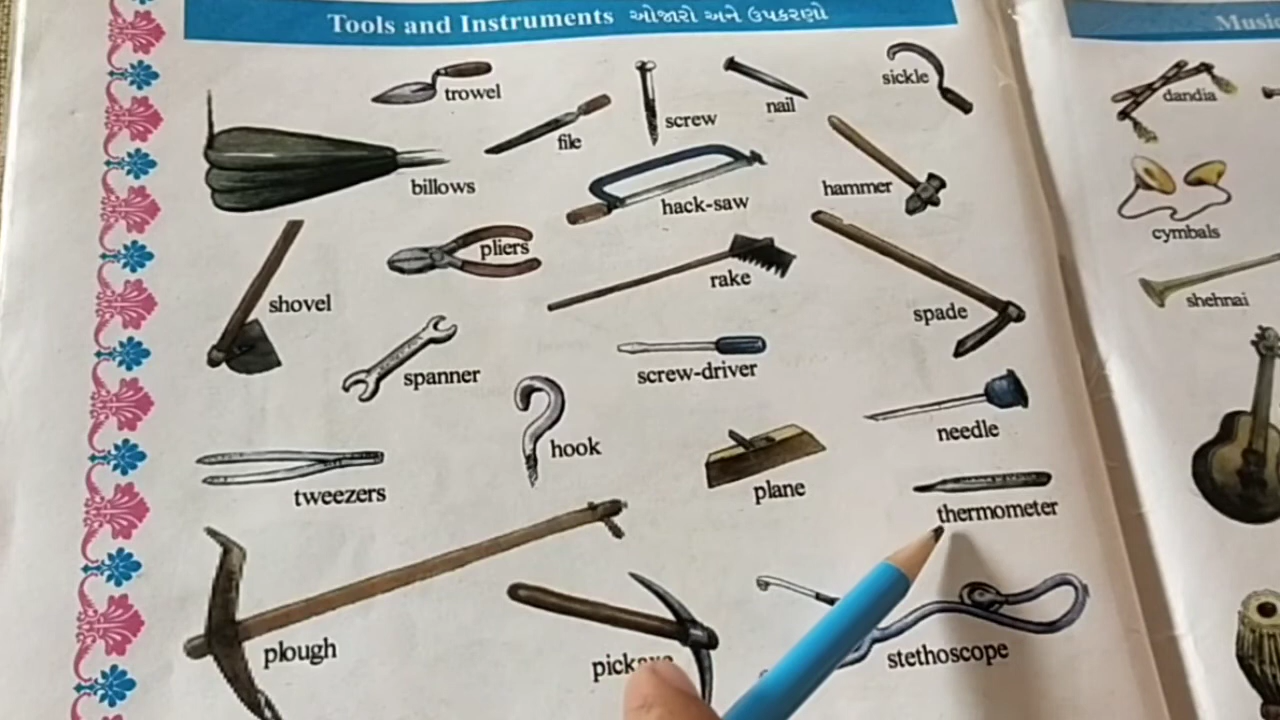 Tools and Instruments ઓજારો અને ઉપકરણો
trowel
file
screw
nail
sickle
billows
hack-saw
hammer
shovel
pliers
rake
spade
spanner
screw-driver
hook
needle
tweezers
plane
thermometer
plough
stethoscope
dandia
cymbals
shehnai